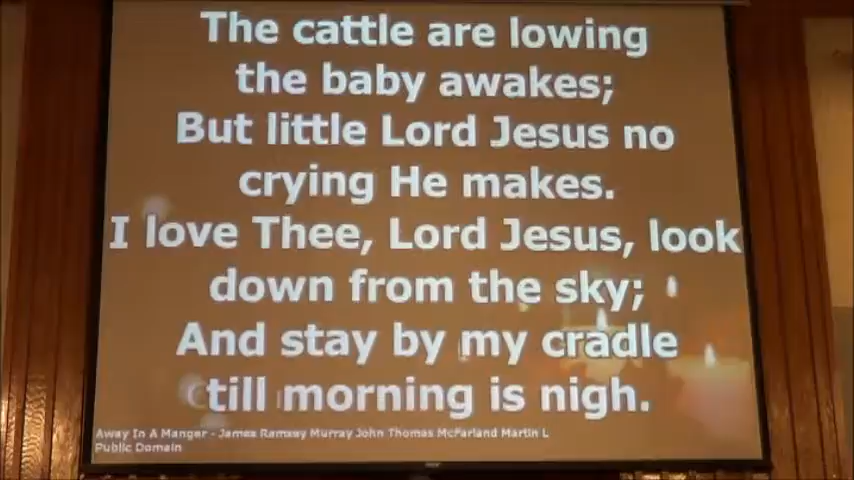 The cattle are lowing
the baby awakes;
But little Lord Jesus no
crying He makes.
I love Thee, Lord Jesus, look
down from the sky;
And stay by my cradle
till morning is nigh.
Away In A Manger - James Ramsey Murray John Thomas McFarland Martin L
Public Domain